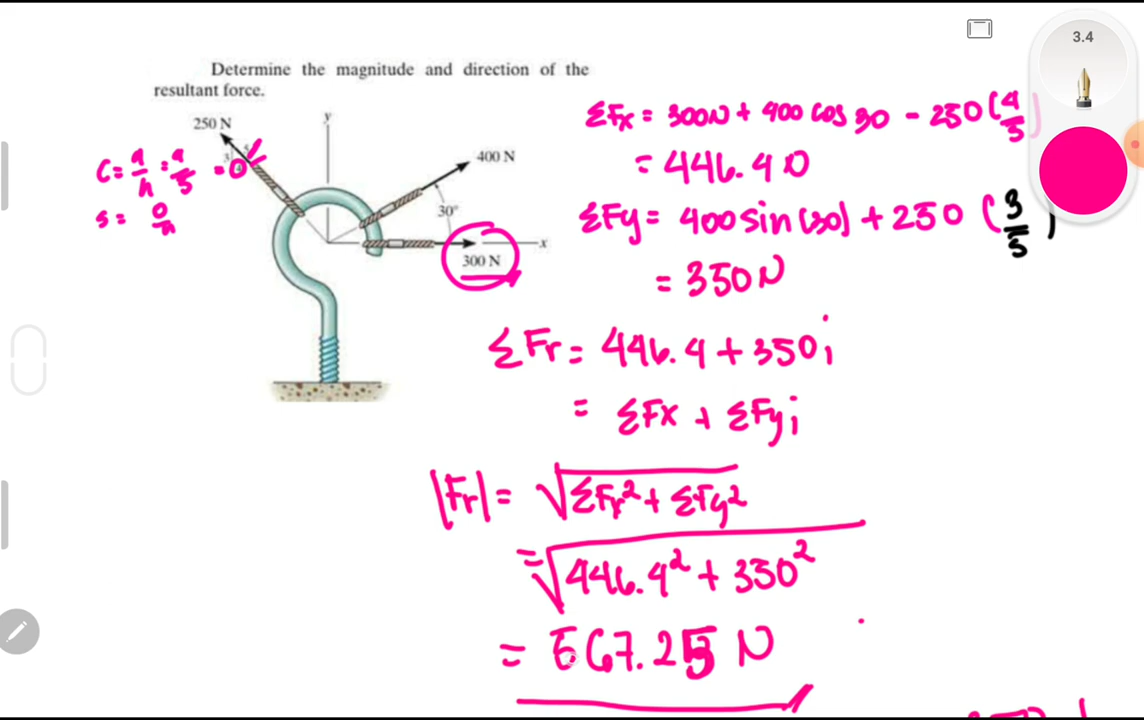 3.4
Determine the magnitude and direction of the
resultant force.
250 N
y
400 N
30°
x
300 N
C= a/h = 4/5
s= o/h
ΣFx = 300N + 400 cos 30 - 250 (4/5)
= 446.4 N
ΣFy = 400 sin (30) + 250 (3/5)
= 350N
ΣFr = 446.4 + 350i
= ΣFx + ΣFyi
|Fr| = √ΣFx² + ΣFy²
= √446.4² + 350²
= 567.25 N